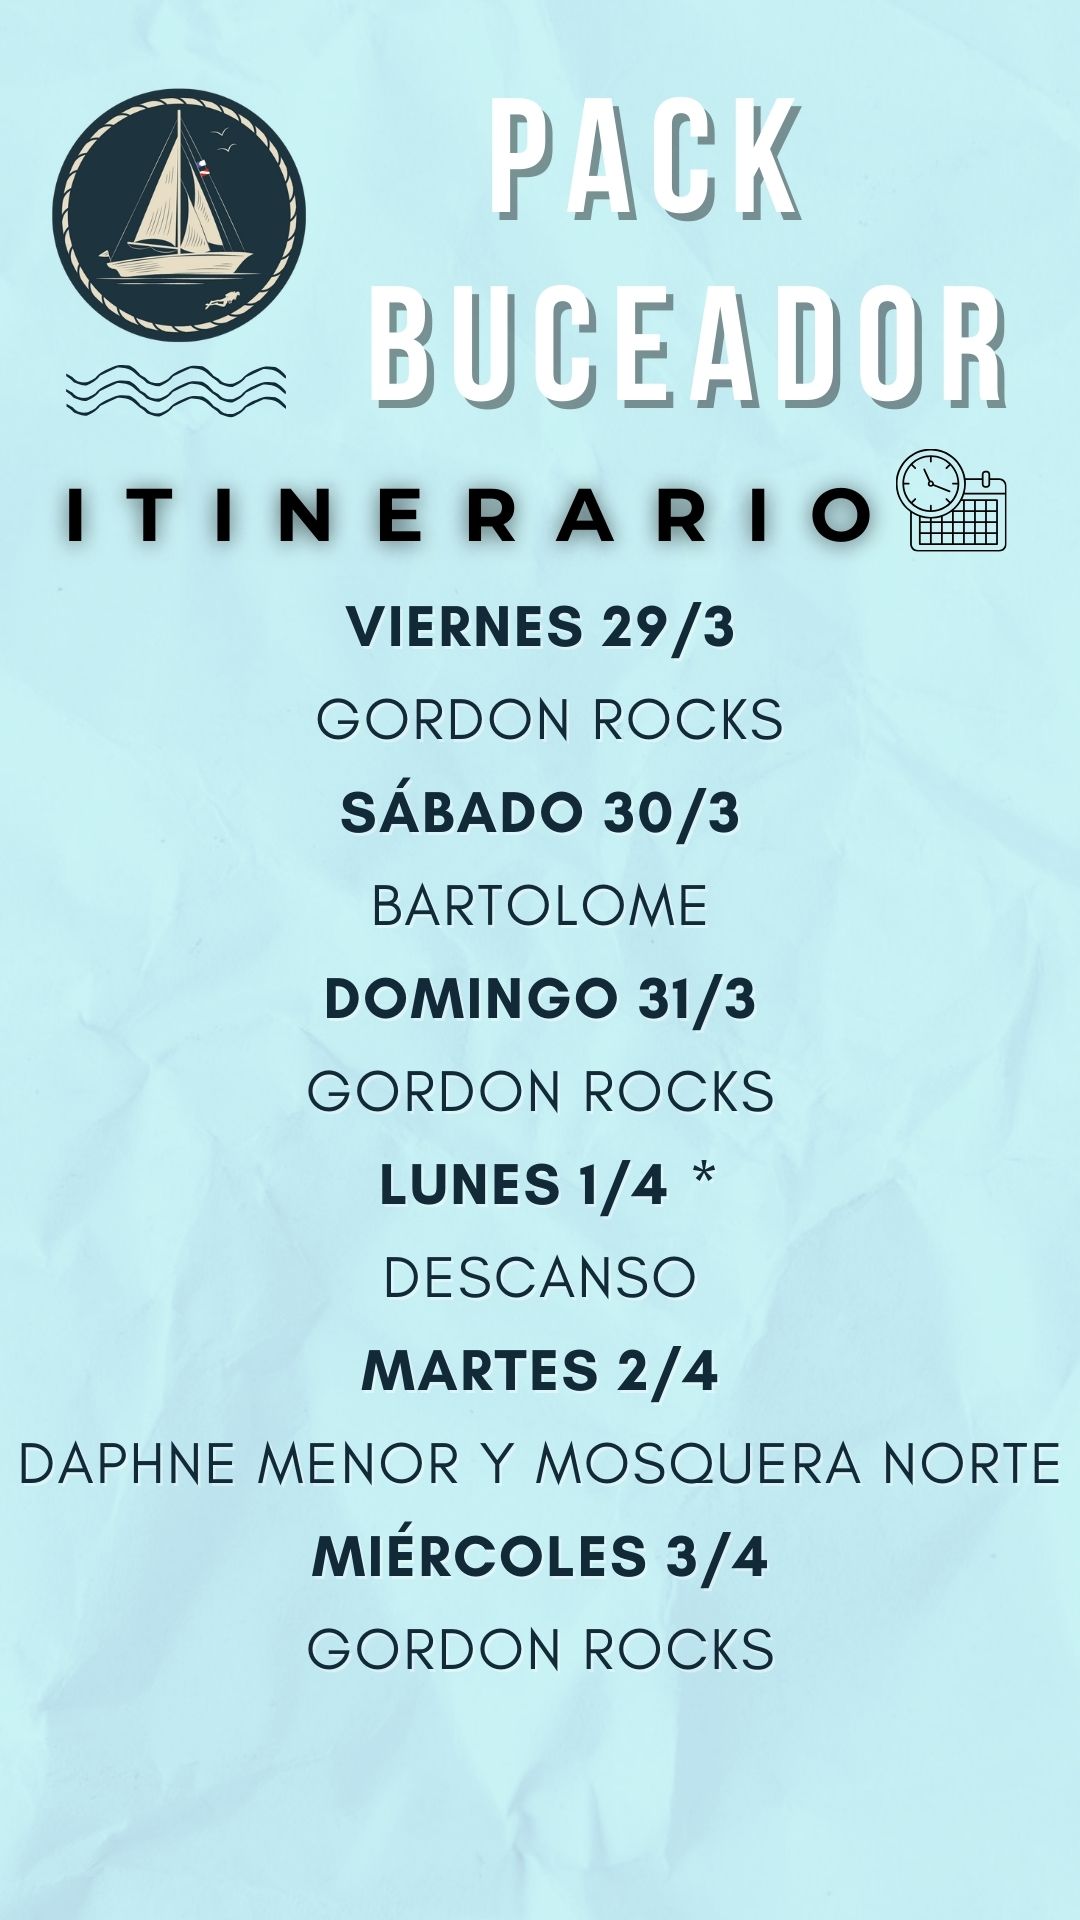 PACK
BUCEADOR
ITINERARIO
VIERNES 29/3
GORDON ROCKS
SÁBADO 30/3
BARTOLOME
DOMINGO 31/3
GORDON ROCKS
LUNES 1/4 *
DESCANSO
MARTES 2/4
DAPHNE MENOR Y MOSQUERA NORTE
MIÉRCOLES 3/4
GORDON ROCKS